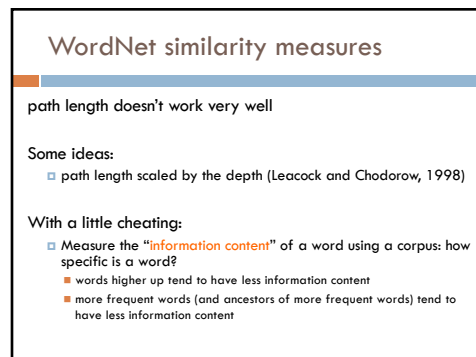 WordNet similarity measures
path length doesn't work very well
Some ideas:
path length scaled by the depth (Leacock and Chodorow, 1998)
With a little cheating:
Measure the "information content" of a word using a corpus: how
specific is a word?
words higher up tend to have less information content
more frequent words (and ancestors of more frequent words) tend to
have less information content